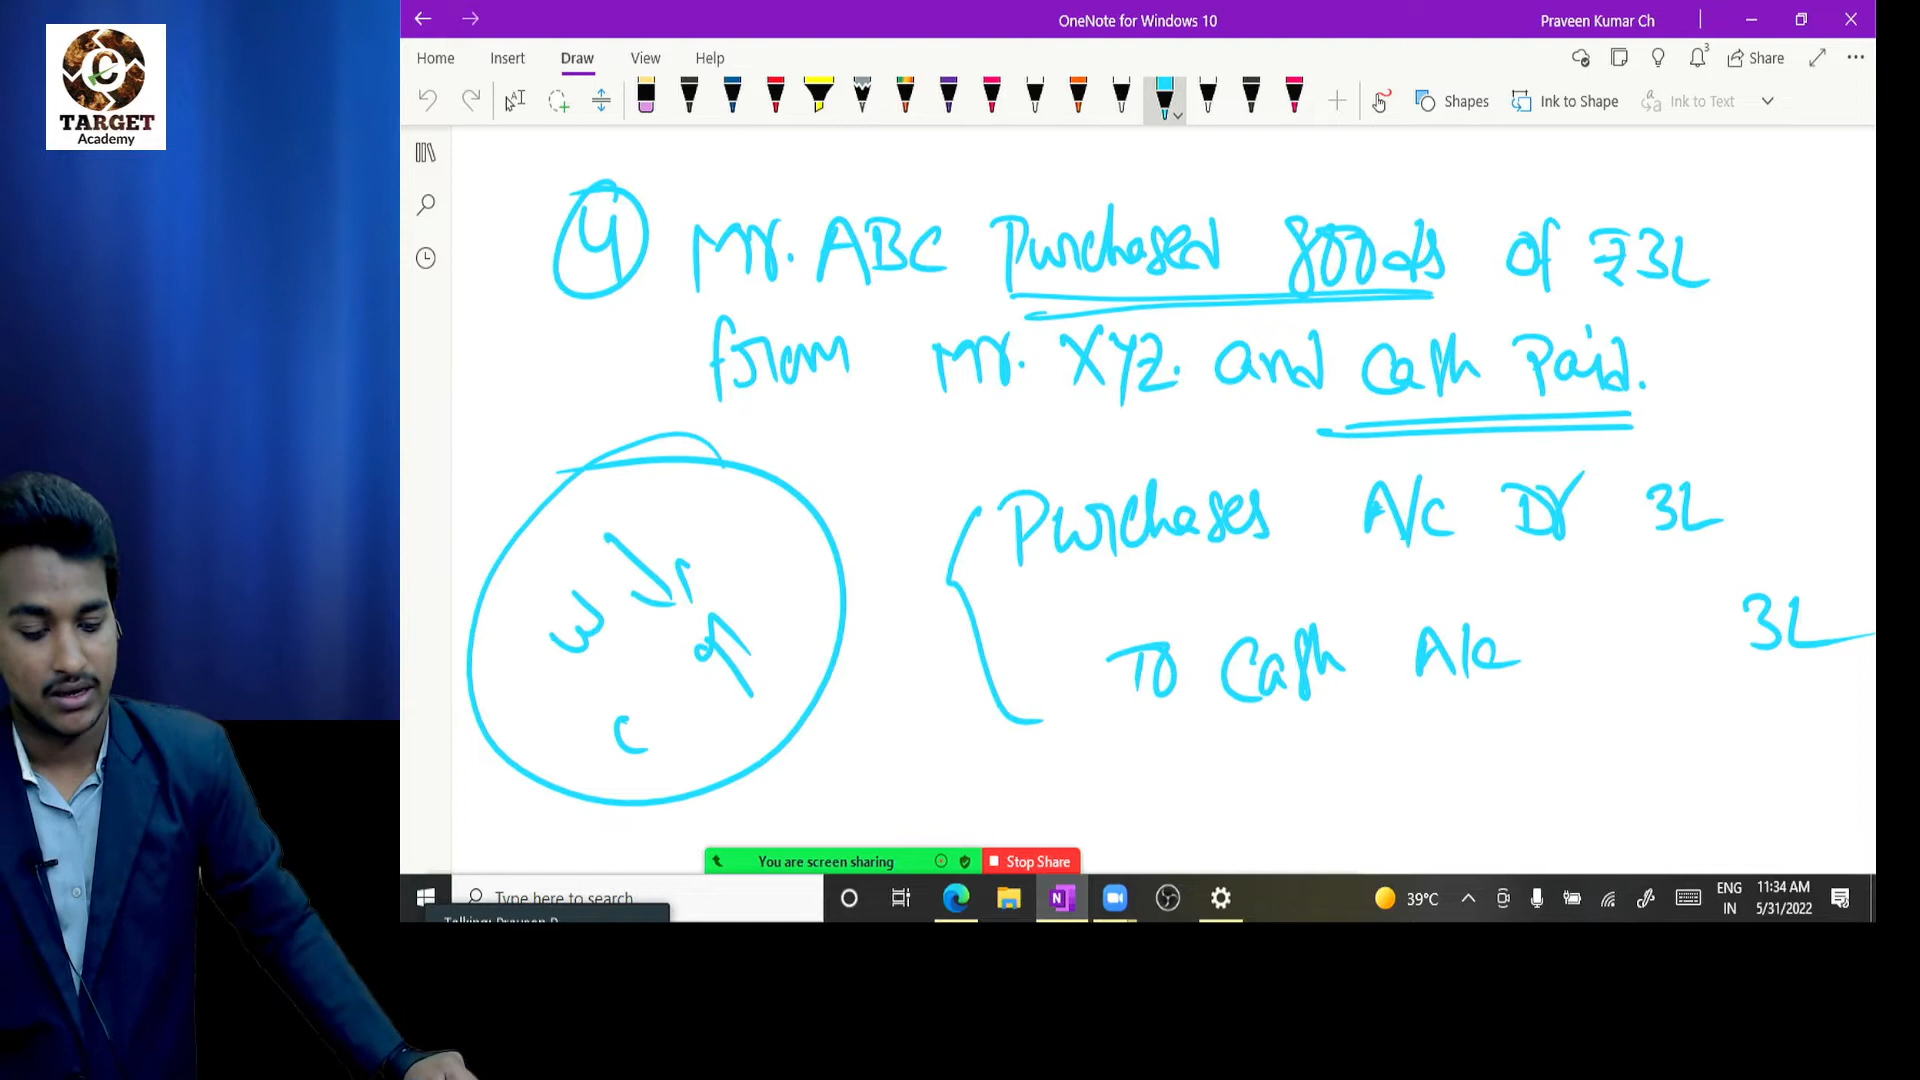 TARGET
Academy
OneNote for Windows 10
Praveen Kumar Ch
Home Insert Draw View Help
3
Share
Shapes
Ink to Shape
Ink to Text
4 Mr. ABC Purchased goods of ₹3L
from Mr. XYZ. and Cash Paid.
Purchases A/c Dr 3L
To Cash A/c 3L
C
You are screen sharing
Stop Share
Type here to search
39°C
ENG
IN
11:34 AM
5/31/2022